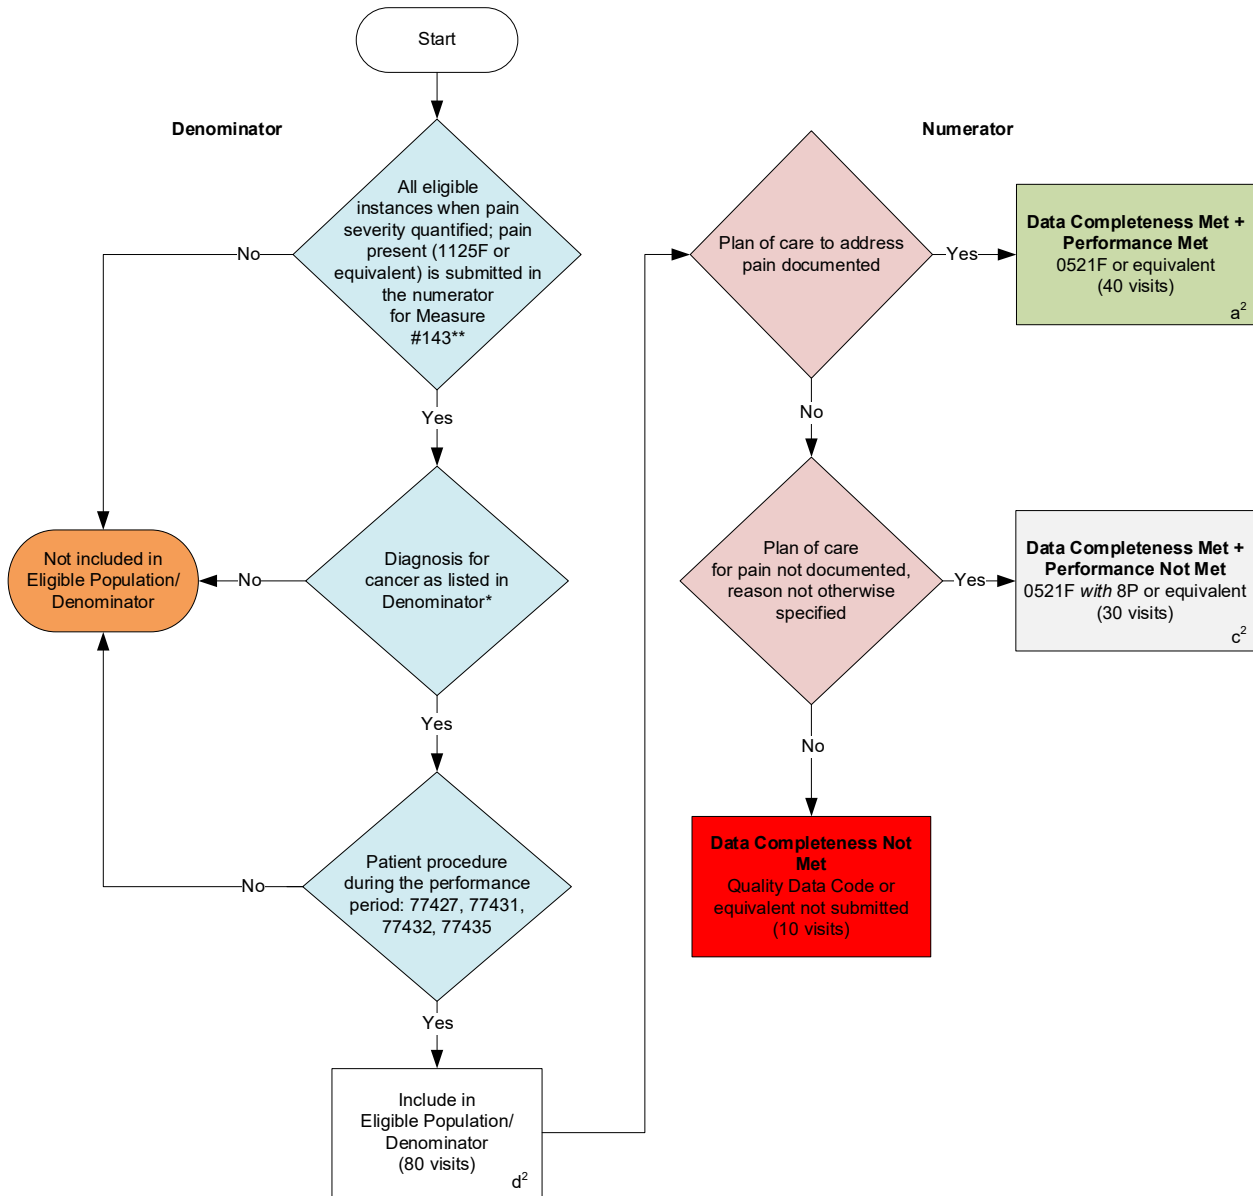 Start
Denominator
All eligible
instances when pain
severity quantified; pain
present (1125F or
equivalent) is submitted in
the numerator
for Measure
#143**
No
Yes
Diagnosis for
cancer as listed in
Denominator*
No
Not included in
Eligible Population/
Denominator
Yes
Patient procedure
during the performance
period: 77427, 77431,
77432, 77435
No
Yes
Include in
Eligible Population/
Denominator
(80 visits)
d²
Numerator
Plan of care to address
pain documented
Yes
Data Completeness Met +
Performance Met
0521F or equivalent
(40 visits)
a²
No
Plan of care
for pain not documented,
reason not otherwise
specified
Yes
Data Completeness Met +
Performance Not Met
0521F with 8P or equivalent
(30 visits)
c²
No
Data Completeness Not
Met
Quality Data Code or
equivalent not submitted
(10 visits)